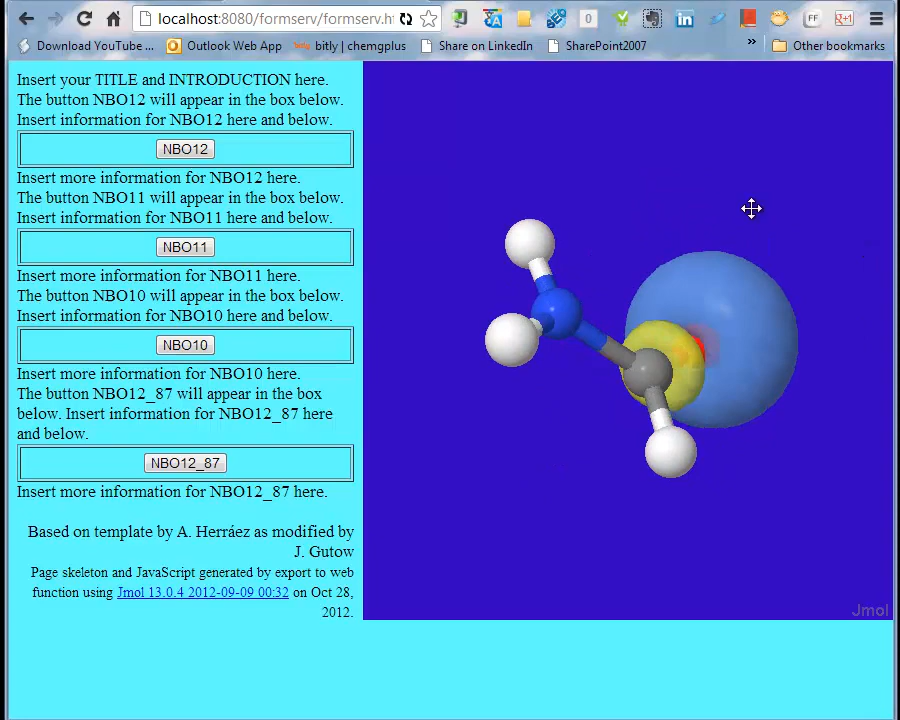 localhost:8080/formserv/formserv.h
0
FF
g+1
Download YouTube ...
Outlook Web App
bitly | chemgplus
Share on LinkedIn
SharePoint2007
»
Other bookmarks
Insert your TITLE and INTRODUCTION here.
The button NBO12 will appear in the box below.
Insert information for NBO12 here and below.
NBO12
Insert more information for NBO12 here.
The button NBO11 will appear in the box below.
Insert information for NBO11 here and below.
NBO11
Insert more information for NBO11 here.
The button NBO10 will appear in the box below.
Insert information for NBO10 here and below.
NBO10
Insert more information for NBO10 here.
The button NBO12_87 will appear in the box
below. Insert information for NBO12_87 here
and below.
NBO12_87
Insert more information for NBO12_87 here.
Based on template by A. Herráez as modified by
J. Gutow
Page skeleton and JavaScript generated by export to web
function using Jmol 13.0.4 2012-09-09 00:32 on Oct 28,
2012.
Jmol